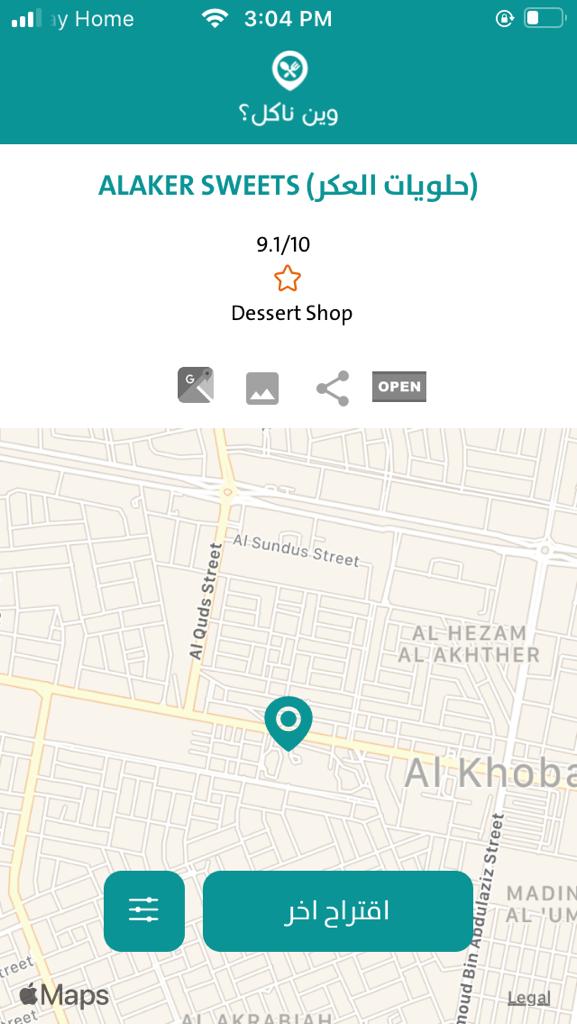 ay Home
3:04 PM
وين ناكل؟
ALAKER SWEETS (حلويات العكر)
9.1/10
Dessert Shop
G
OPEN
Al Sundus Street
Al Quds Street
AL HEZAM
AL AKHTHER
Al Khoba
اقتراح اخر
moud Bin Abdulaziz Street
MADIN
AL 'UM
treet
Maps
Legal
AL AKRABIAH